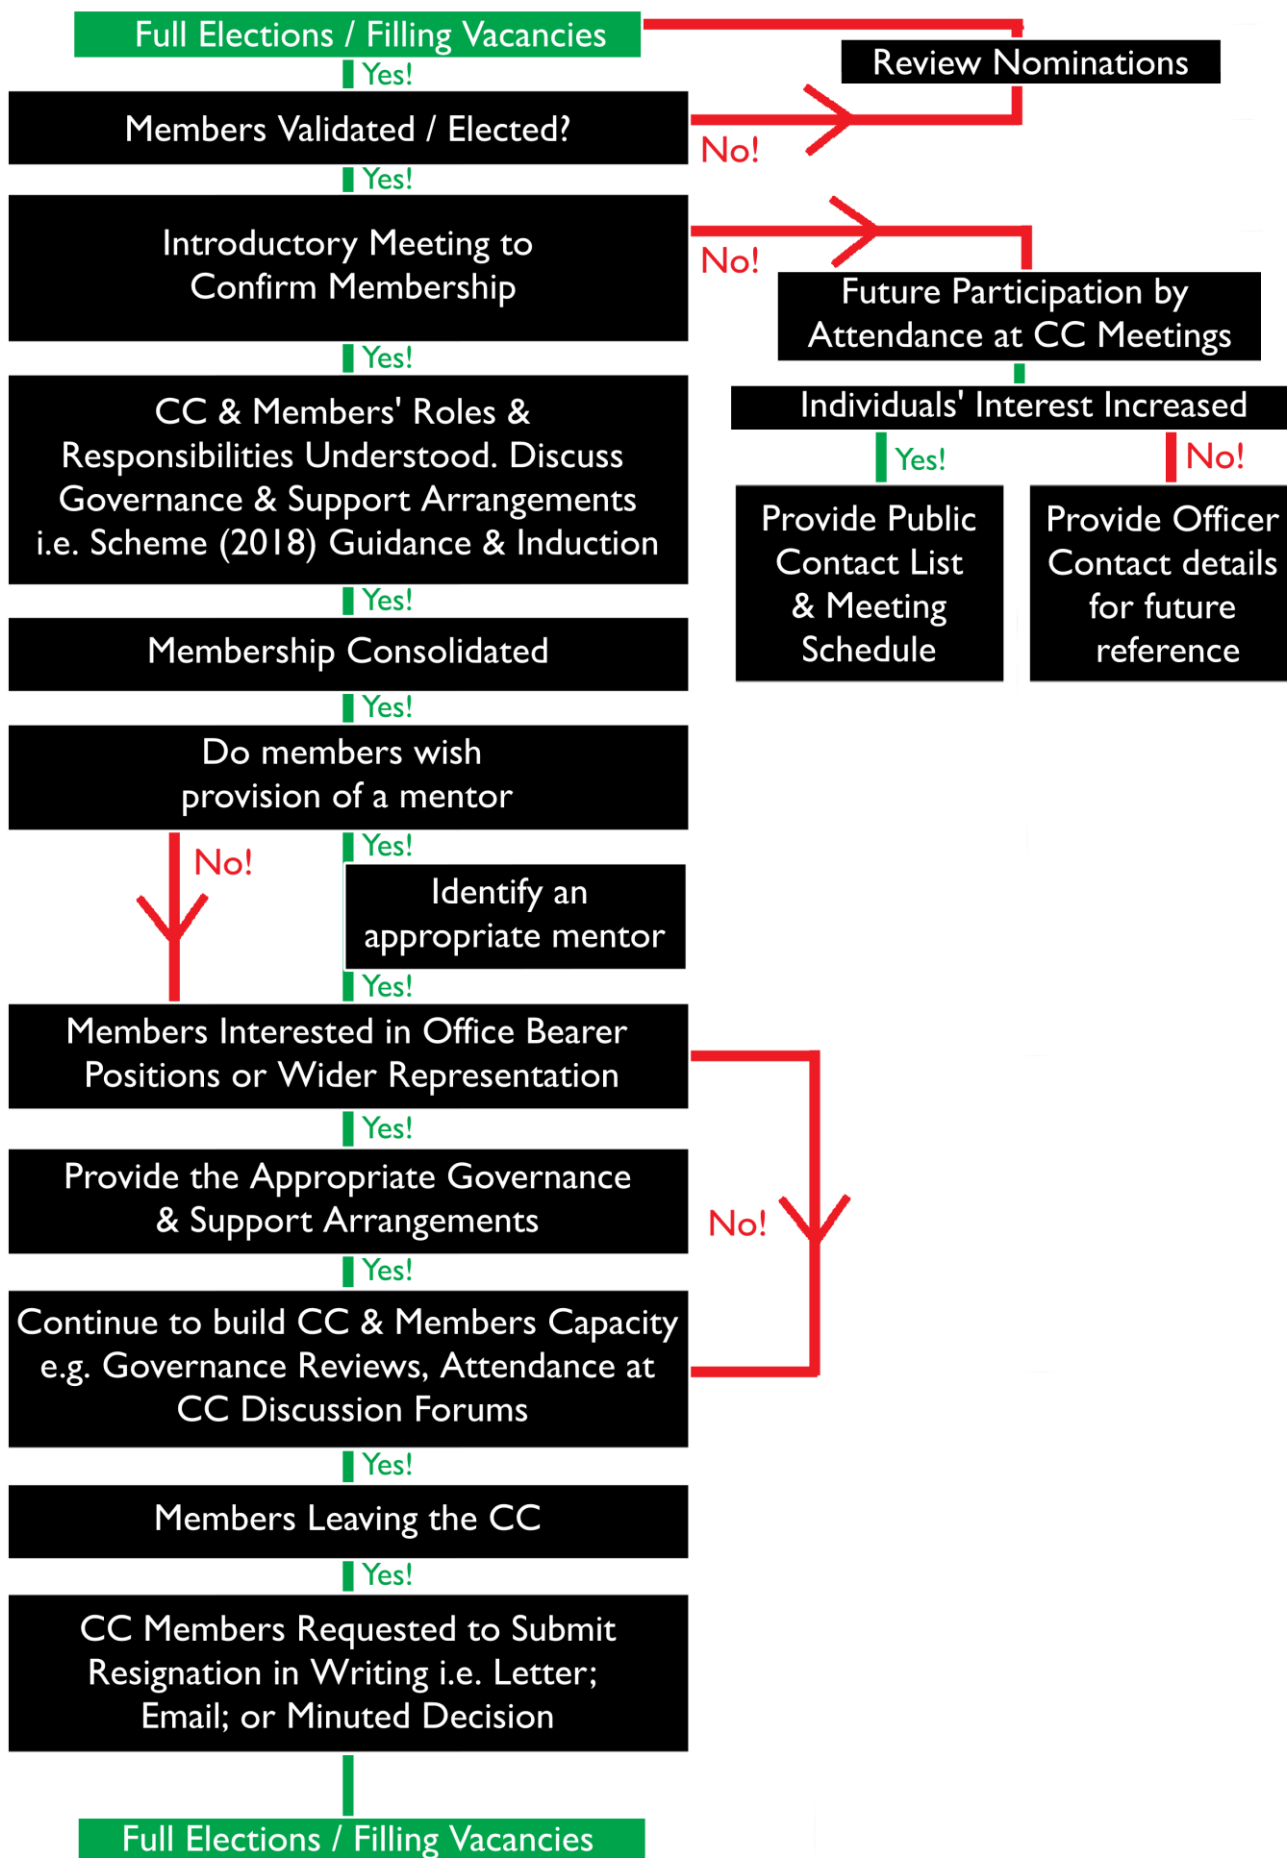 Full Elections / Filling Vacancies
Yes!
Review Nominations
Members Validated / Elected?
No!
Yes!
Introductory Meeting to
Confirm Membership
No!
Future Participation by
Attendance at CC Meetings
Yes!
Individuals' Interest Increased
Yes!
No!
CC & Members' Roles &
Responsibilities Understood. Discuss
Governance & Support Arrangements
i.e. Scheme (2018) Guidance & Induction
Provide Public
Contact List
& Meeting
Schedule
Provide Officer
Contact details
for future
reference
Yes!
Membership Consolidated
Yes!
Do members wish
provision of a mentor
No!
Yes!
Identify an
appropriate mentor
Yes!
Members Interested in Office Bearer
Positions or Wider Representation
Yes!
Provide the Appropriate Governance
& Support Arrangements
No!
Yes!
Continue to build CC & Members Capacity
e.g. Governance Reviews, Attendance at
CC Discussion Forums
Yes!
Members Leaving the CC
Yes!
CC Members Requested to Submit
Resignation in Writing i.e. Letter;
Email; or Minuted Decision
Full Elections / Filling Vacancies